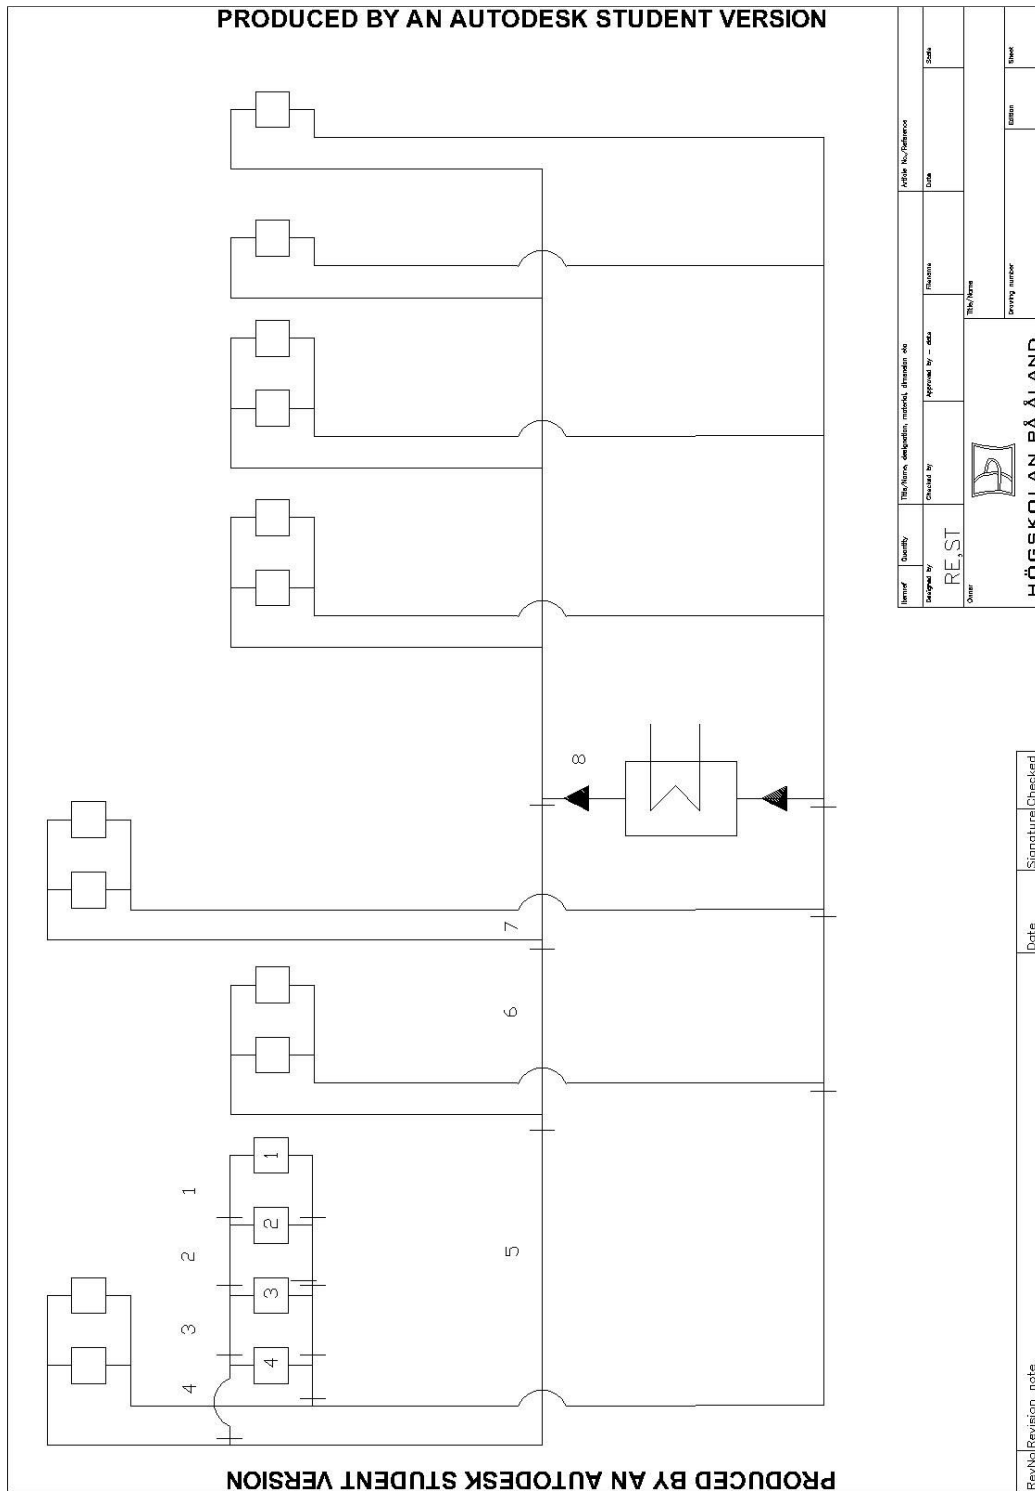 PRODUCED BY AN AUTODESK STUDENT VERSION
8
7
6
5
1
2
3
4
1
2
3
4
Itemref
Quantity
Title/Name, designation, material, dimension etc
Article No./Reference
Designed by
RE,ST
Checked by
Approved by - date
Filename
Date
Scale
Owner
HÖGSKOLAN PÅ ÅLAND
Title/Name
Drawing number
Edition
Sheet
RevNo
Revision note
Date
Signature
Checked
PRODUCED BY AN AUTODESK STUDENT VERSION